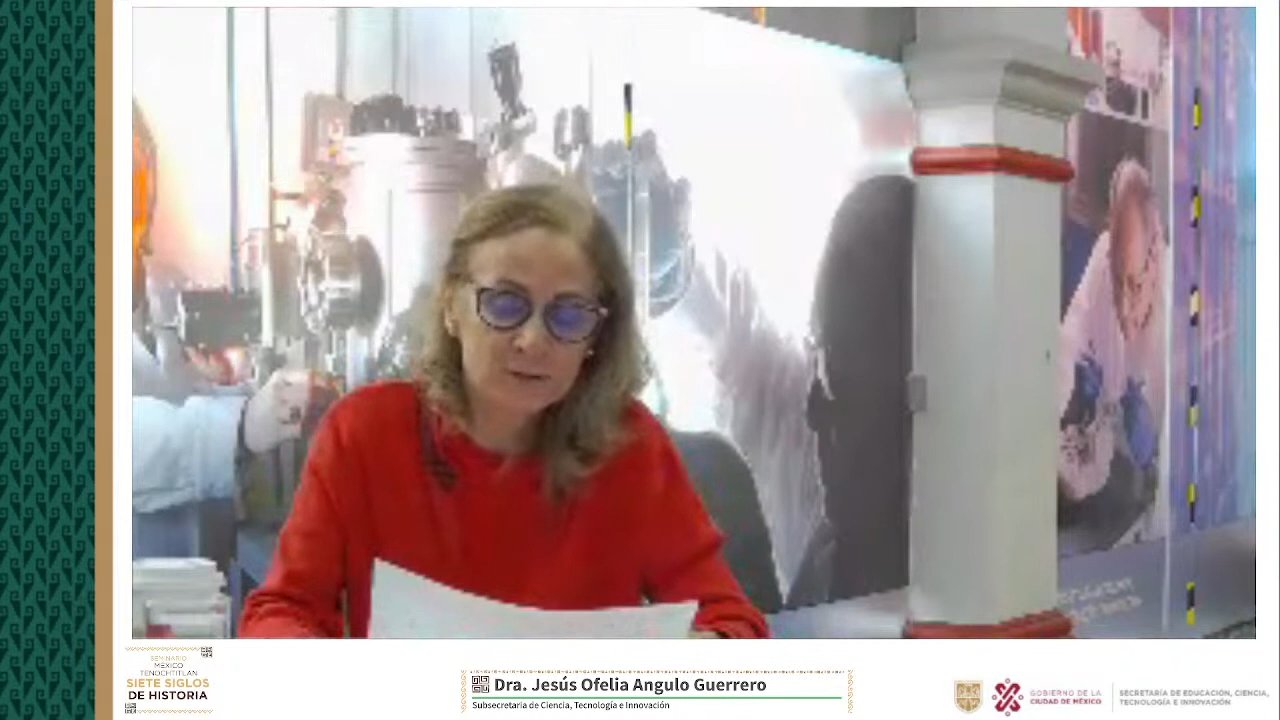 SEMINARIO
MÉXICO
TENOCHTITLAN
SIETE SIGLOS
DE HISTORIA
Dra. Jesús Ofelia Angulo Guerrero
Subsecretaria de Ciencia, Tecnología e Innovación
GOBIERNO DE LA
CIUDAD DE MÉXICO
SECRETARÍA DE EDUCACIÓN, CIENCIA,
TECNOLOGÍA E INNOVACIÓN